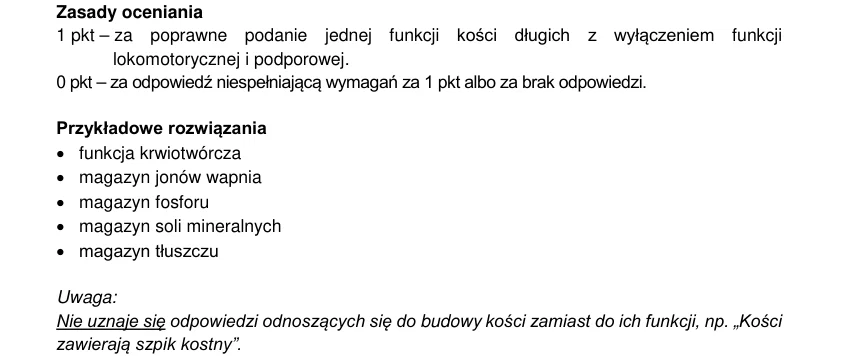 Zasady oceniania
1 pkt – za poprawne podanie jednej funkcji kości długich z wyłączeniem funkcji
lokomotorycznej i podporowej.
0 pkt – za odpowiedź niespełniającą wymagań za 1 pkt albo za brak odpowiedzi.
Przykładowe rozwiązania
• funkcja krwiotwórcza
• magazyn jonów wapnia
• magazyn fosforu
• magazyn soli mineralnych
• magazyn tłuszczu
Uwaga:
Nie uznaje się odpowiedzi odnoszących się do budowy kości zamiast do ich funkcji, np. „Kości
zawierają szpik kostny”.